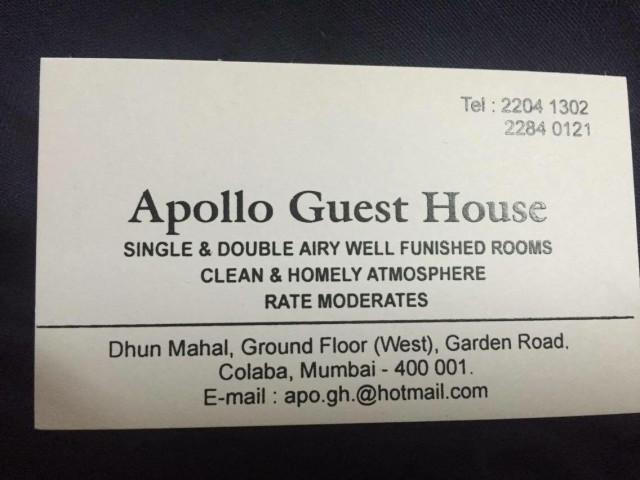 Tel : 2204 1302
2284 0121
Apollo Guest House
SINGLE & DOUBLE AIRY WELL FUNISHED ROOMS
CLEAN & HOMELY ATMOSPHERE
RATE MODERATES
Dhun Mahal, Ground Floor (West), Garden Road.
Colaba, Mumbai - 400 001.
E-mail : apo.gh.@hotmail.com